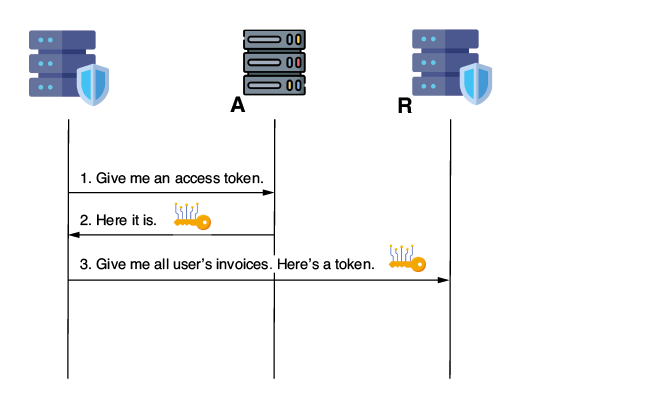 A
R
1. Give me an access token.
2. Here it is.
3. Give me all user's invoices. Here's a token.